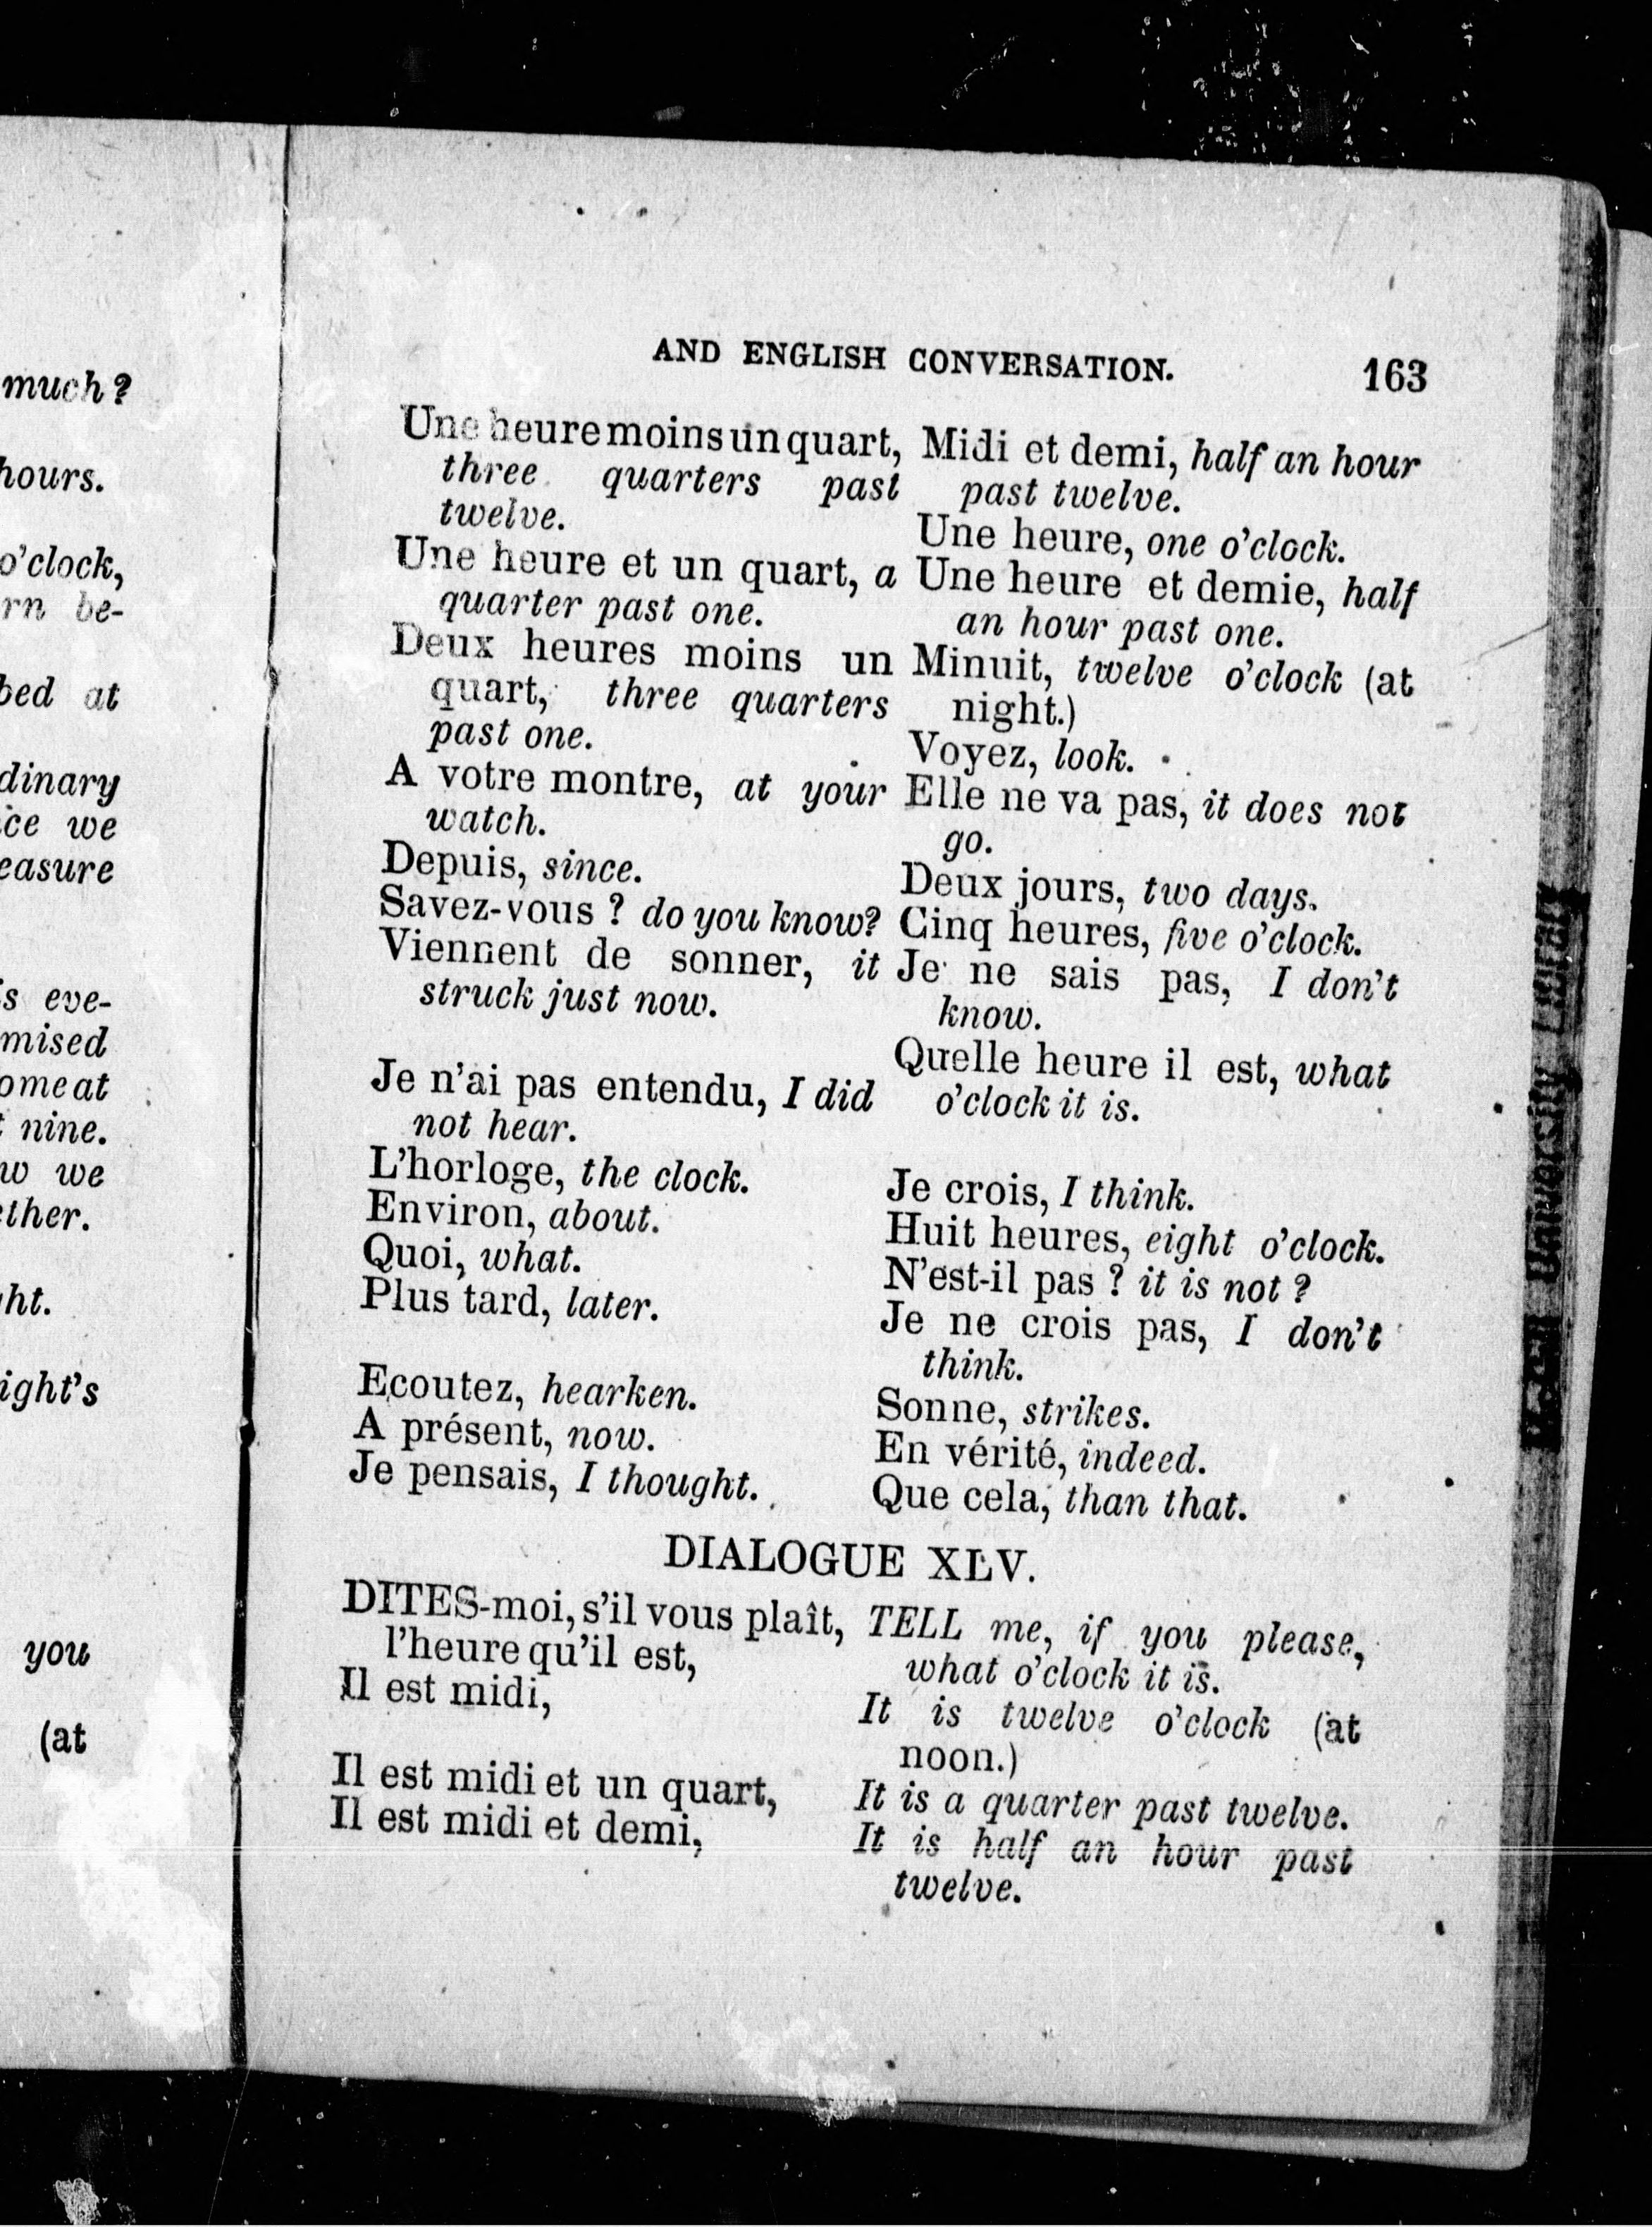 much?
hours.
o'clock,
rn be-
bed at
dinary
ice we
easure
is eve-
mised
ome at
t nine.
w we
ether.
ht.
ight's
you
(at
AND ENGLISH CONVERSATION. 163
Une heure moins un quart,
three quarters past
twelve.
Une heure et un quart, a
quarter past one.
Deux heures moins un
quart, three quarters
past one.
A votre montre, at your
watch.
Depuis, since.
Savez-vous ? do you know?
Viennent de sonner, it
struck just now.
Je n'ai pas entendu, I did
not hear.
L'horloge, the clock.
Environ, about.
Quoi, what.
Plus tard, later.
Ecoutez, hearken.
A présent, now.
Je pensais, I thought.
Midi et demi, half an hour
past twelve.
Une heure, one o'clock.
Une heure et demie, half
an hour past one.
Minuit, twelve o'clock (at
night.)
Voyez, look.
Elle ne va pas, it does not
go.
Deux jours, two days.
Cinq heures, five o'clock.
Je ne sais pas, I don't
know.
Quelle heure il est, what
o'clock it is.
Je crois, I think.
Huit heures, eight o'clock.
N'est-il pas ? it is not ?
Je ne crois pas, I don't
think.
Sonne, strikes.
En vérité, indeed.
Que cela, than that.
DIALOGUE XLV.
DITES-moi, s'il vous plaît,
l'heure qu'il est,
Il est midi,
Il est midi et un quart,
Il est midi et demi,
TELL me, if you please,
what o'clock it is.
It is twelve o'clock (at
noon.)
It is a quarter past twelve.
It is half an hour past
twelve.
University